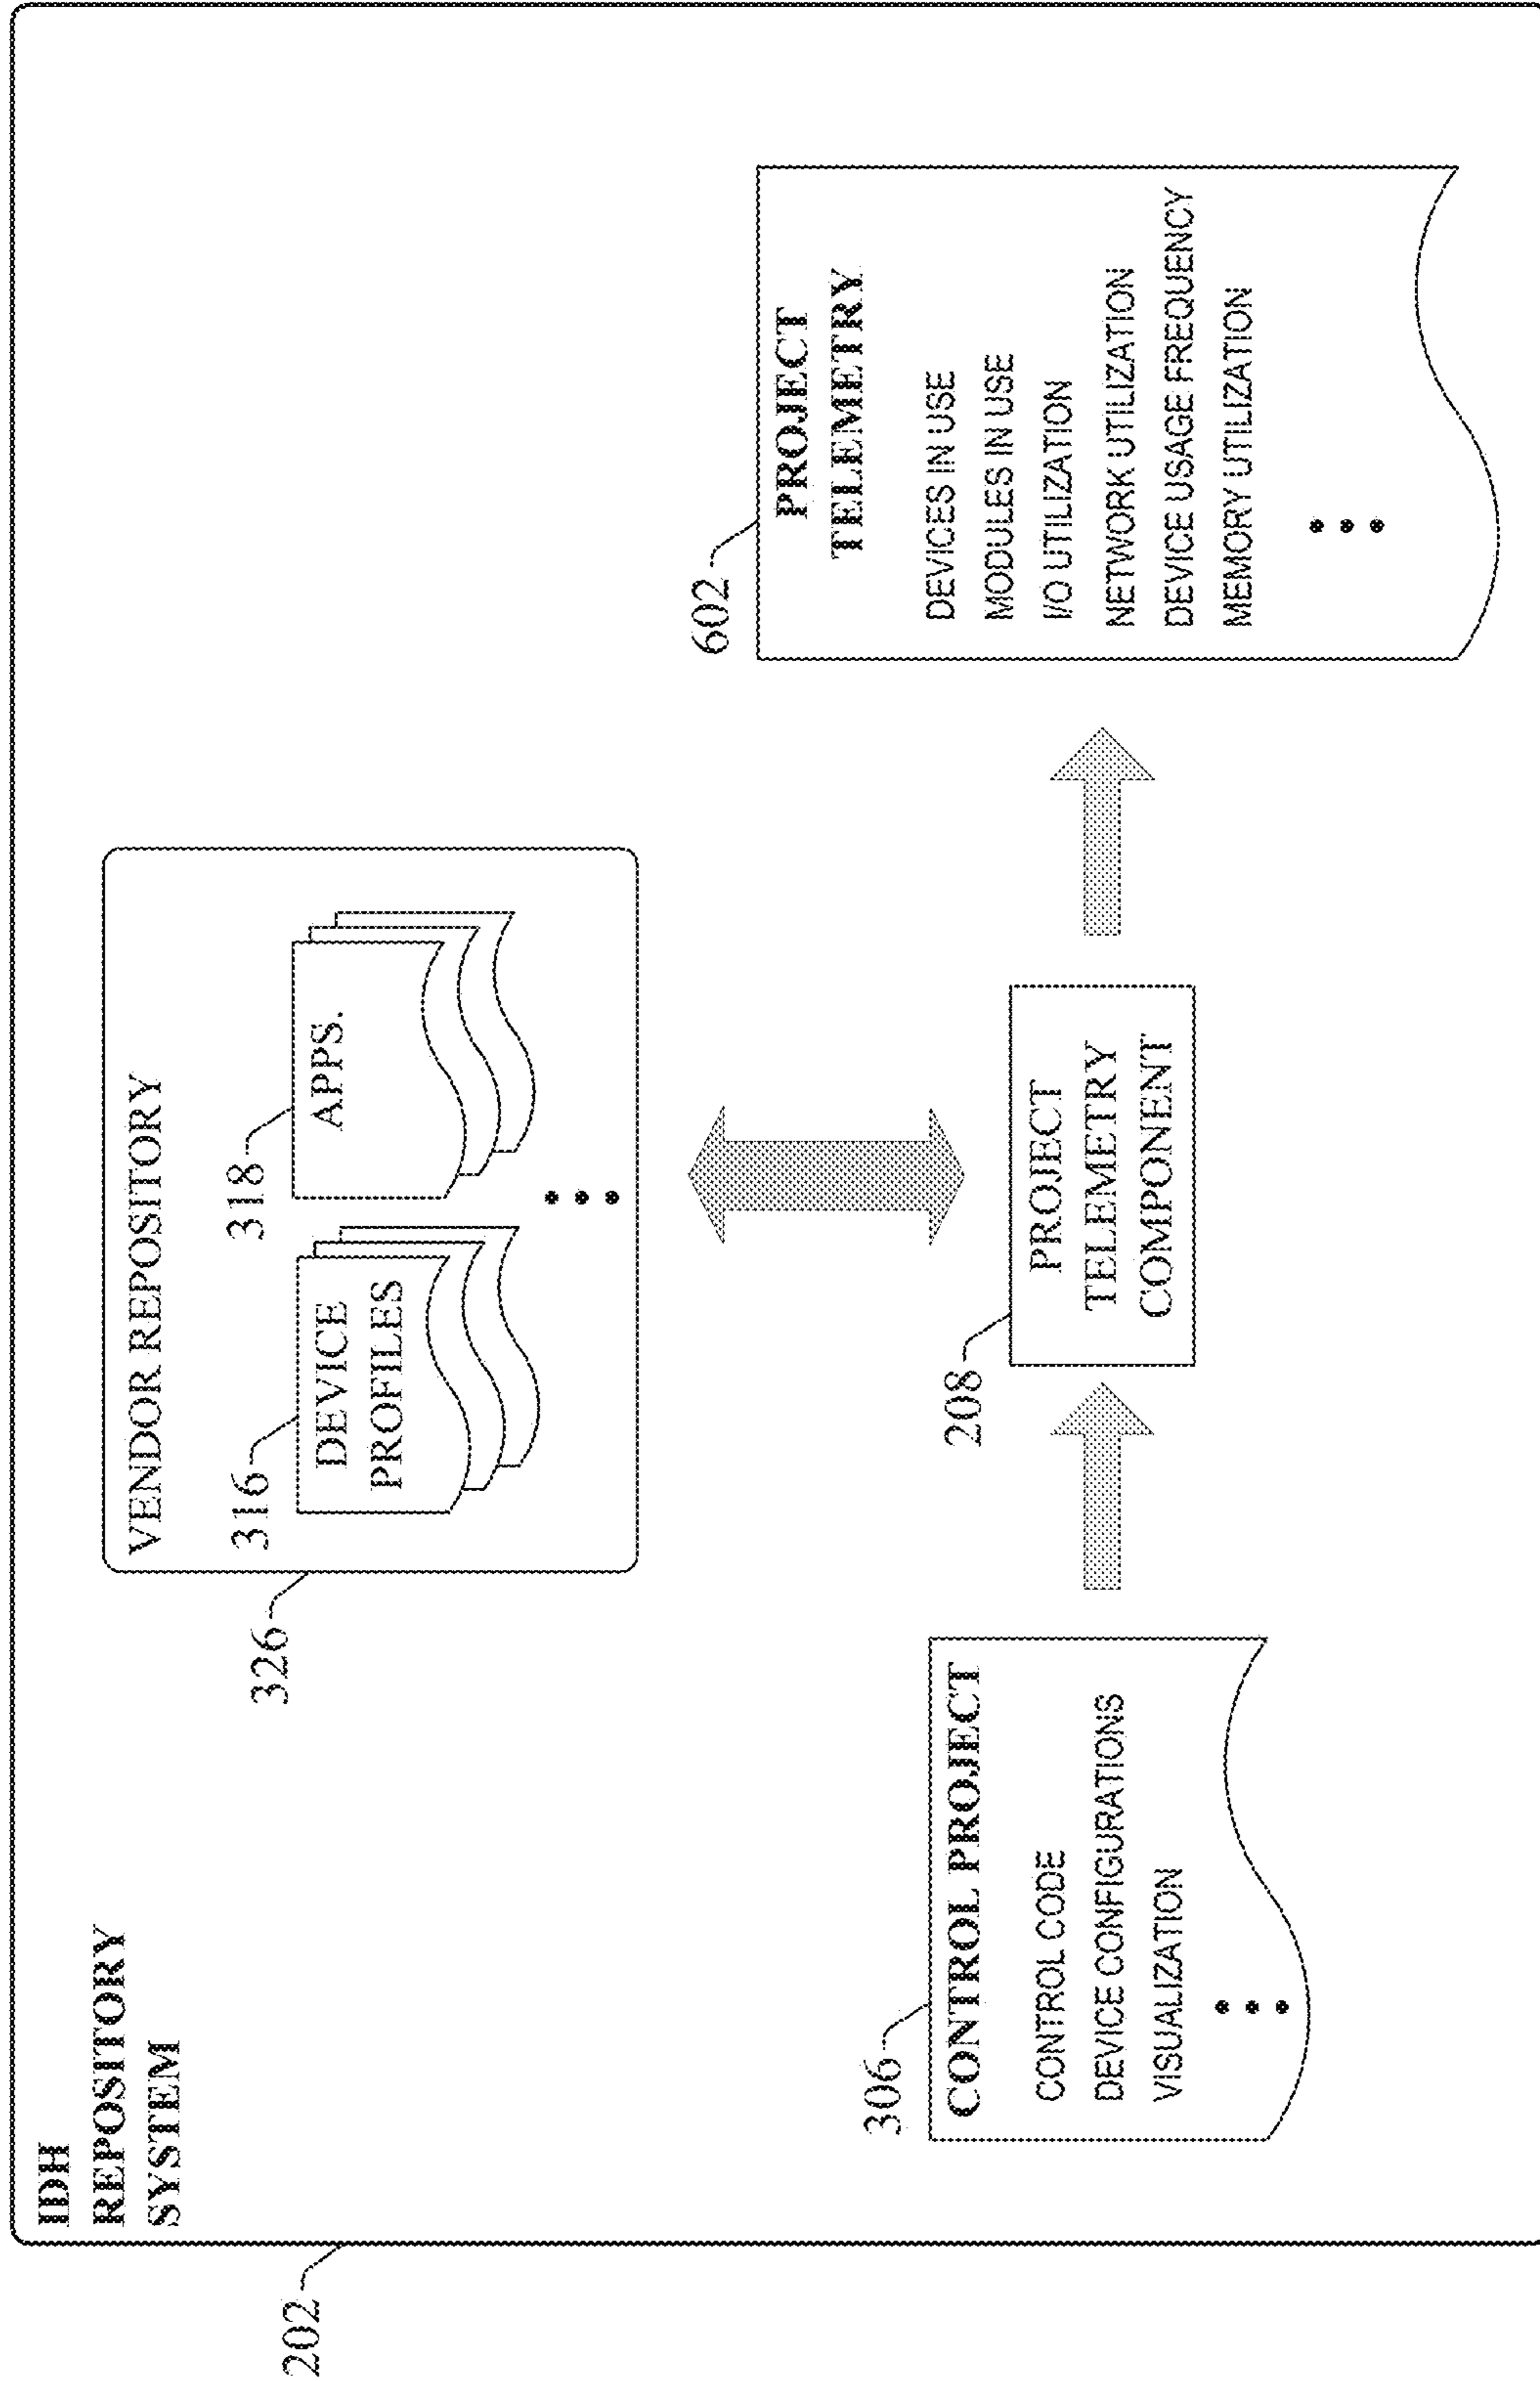 IDH
REPOSITORY
SYSTEM
202
VENDOR REPOSITORY
326
316
DEVICE
PROFILES
318
APPS.
306
CONTROL PROJECT
CONTROL CODE
DEVICE CONFIGURATIONS
VISUALIZATION
208
PROJECT
TELEMETRY
COMPONENT
602
PROJECT
TELEMETRY
DEVICES IN USE
MODULES IN USE
I/O UTILIZATION
NETWORK UTILIZATION
DEVICE USAGE FREQUENCY
MEMORY UTILIZATION